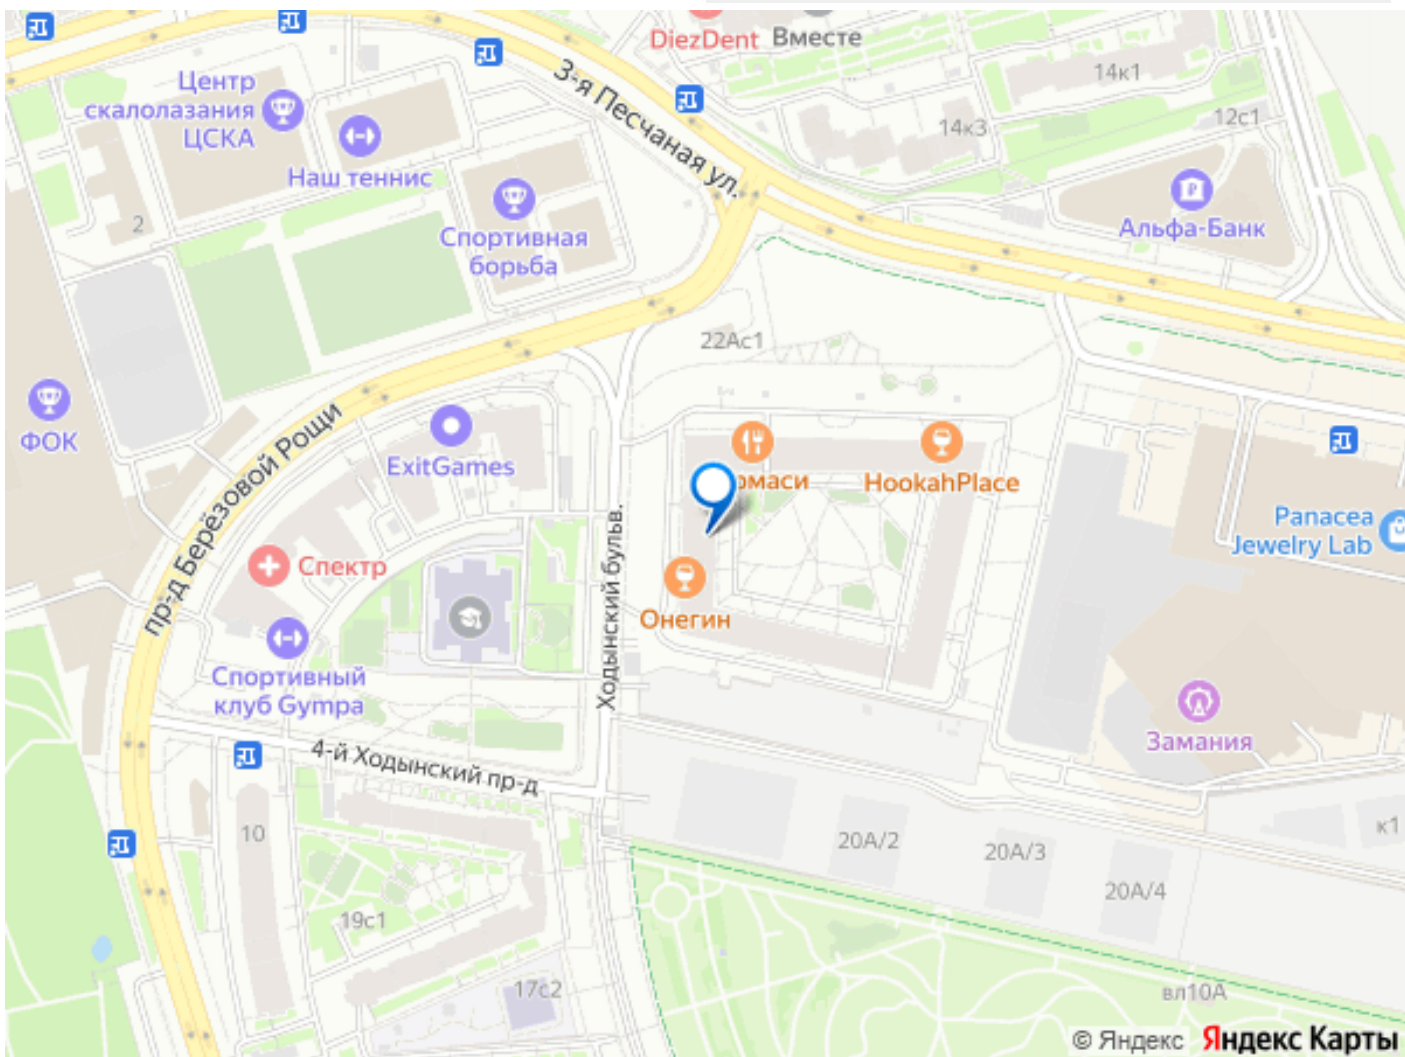 DiezDent
Вместе
Центр
скалолазания
ЦСКА
Наш теннис
3-я Песчаная ул.
14к1
14к3
12с1
2
Спортивная
борьба
Альфа-Банк
22Ас1
ФОК
ExitGames
пр-д Берёзовой Рощи
HookahPlace
Panacea
Jewelry Lab
Спектр
Онегин
Ходынский бульв.
Спортивный
клуб Gympa
Замания
4-й Ходынский пр-д
10
20А/2
20А/3
20А/4
к1
19с1
17с2
вл10А
© Яндекс Яндекс Карты